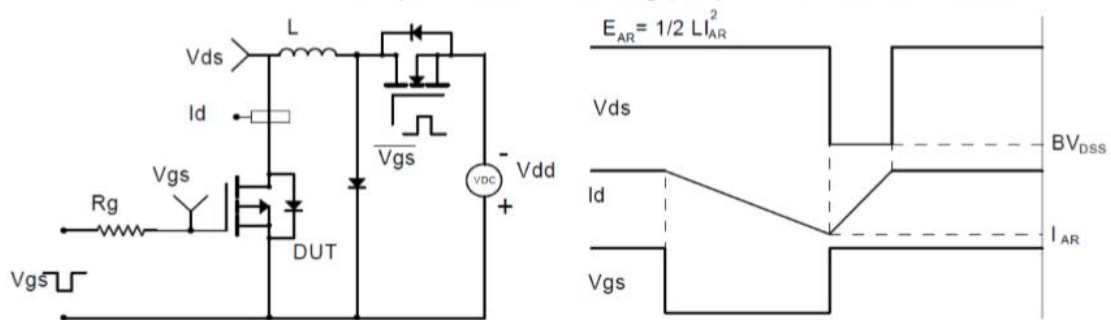 L
Vds
Id
Vgs
Rg
Vgs
DUT
Vgs
VDC
-
+
Vdd
E_AR = 1/2 LI²_AR
Vds
BV_DSS
Id
I_AR
Vgs